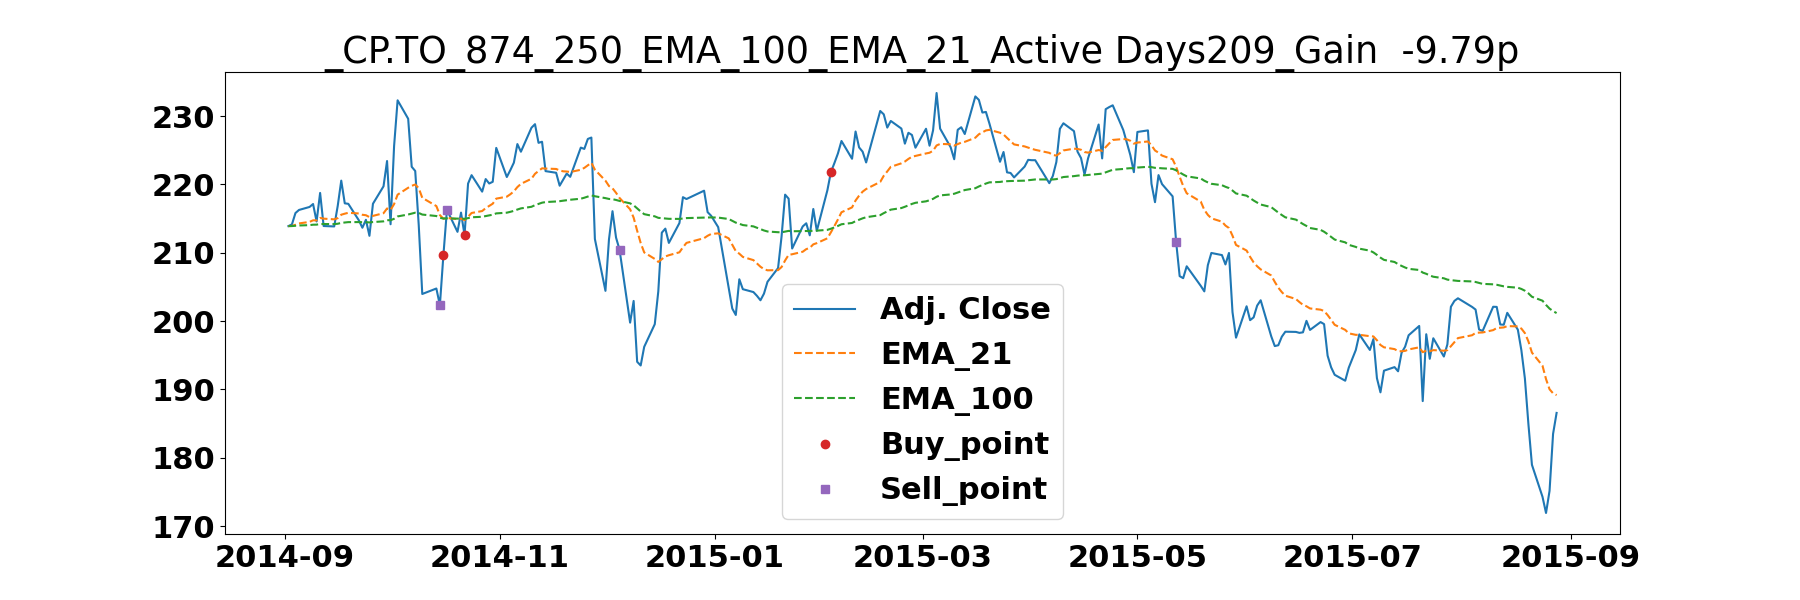 _CP.TO_874_250_EMA_100_EMA_21_Active Days209_Gain  -9.79p
230
220
210
200
190
180
170
Adj. Close
EMA_21
EMA_100
Buy_point
Sell_point
2014-09 2014-11 2015-01 2015-03 2015-05 2015-07 2015-09